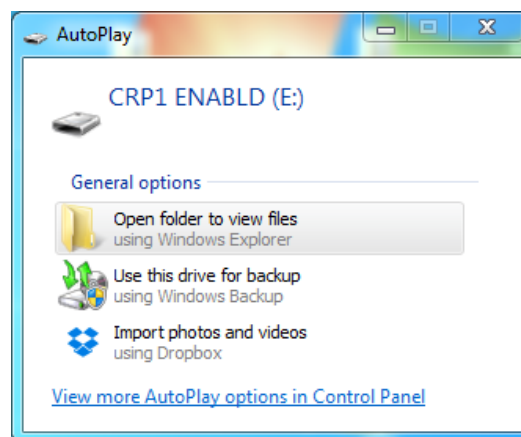 AutoPlay
CRP1 ENABLD (E:)
General options
Open folder to view files
using Windows Explorer
Use this drive for backup
using Windows Backup
Import photos and videos
using Dropbox
View more AutoPlay options in Control Panel